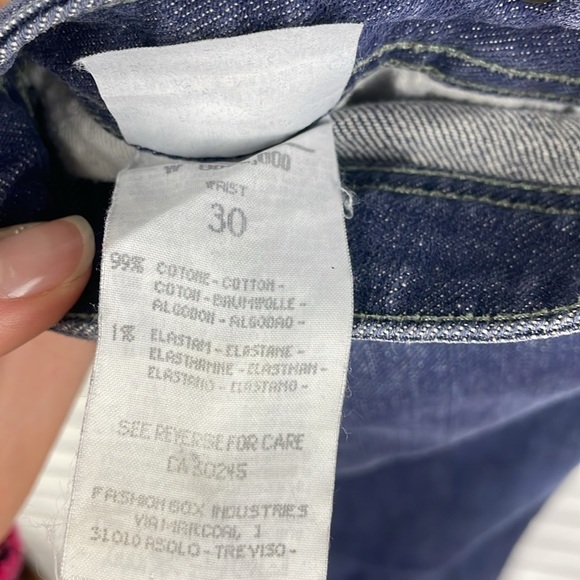 WAIST
30
99% COTONE-COTTON-
COTON-BAUMWOLLE-
ALGODON-ALGODAO-
1% ELASTAM-ELASTANE-
ELASTHANNE-ELASTHAN-
ELASTANO-ELASTAMO-
SEE REVERSE FOR CARE
CA 30245
FASHION BOX INDUSTRIES
VIA MARCONI, 1
31010 ASOLO-TREVISO-